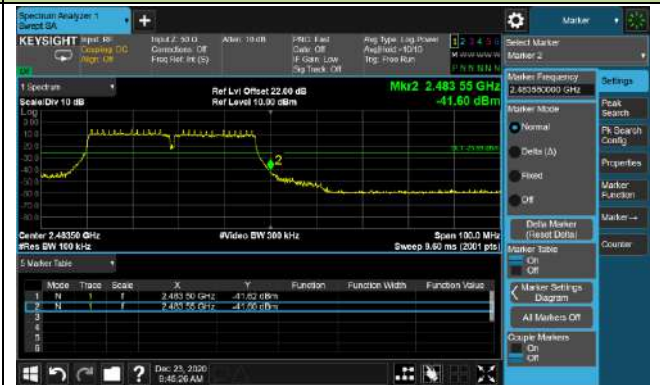 Spectrum Analyzer 1
Swept SA
+
Marker
KEYSIGHT
Input: RF
Coupling: DC
Align: Off
Input Z: 50 Ω
Corrections: Off
Freq Ref: Int (S)
Atten: 10 dB
PNO: Fast
Gate: Off
IF Gain: Low
Sig Track: Off
Avg Type: Log-Power
Avg|Hold: >10/10
Trig: Free Run
1 2 3 4 5 6
M W W W W W
P N N N N N
Select Marker
Marker 2
1 Spectrum
Scale/Div 10 dB
Log
Ref Lvl Offset 22.00 dB
Ref Level 10.00 dBm
Mkr2 2.483 55 GHz
-41.60 dBm
2
Center 2.48350 GHz
#Res BW 100 kHz
#Video BW 300 kHz
Span 100.0 MHz
Sweep 9.60 ms (2001 pts)
5 Marker Table
Mode Trace Scale X Y Function Function Width Function Value
1 N 1 f 2.483 50 GHz -41.62 dBm
2 N 1 f 2.483 55 GHz -41.60 dBm
3
4
5
6
Marker Frequency
2.483550000 GHz
Marker Mode
Normal
Delta (Δ)
Fixed
Off
Delta Marker
(Reset Delta)
Marker Table
On
Off
Marker Settings
Diagram
All Markers Off
Couple Markers
On
Off
Settings
Peak
Search
Pk Search
Config
Properties
Marker
Function
Marker→
Counter
?
Dec 23, 2020
9:45:26 AM